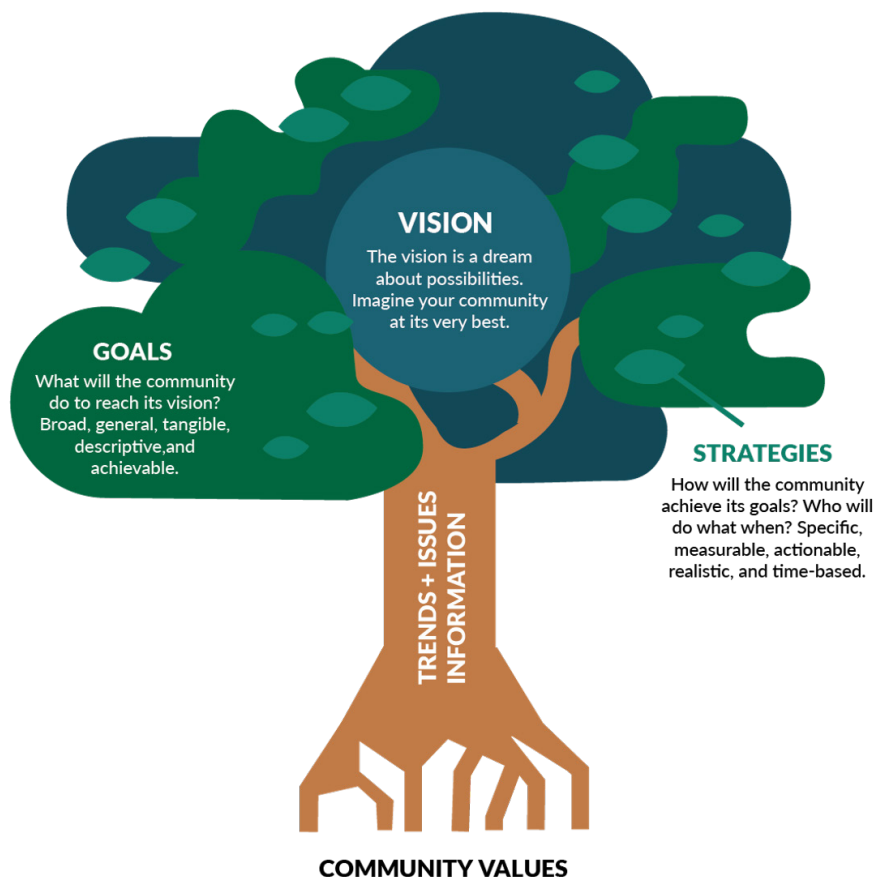 VISION
The vision is a dream
about possibilities.
Imagine your community
at its very best.
GOALS
What will the community
do to reach its vision?
Broad, general, tangible,
descriptive,and
achievable.
STRATEGIES
How will the community
achieve its goals? Who will
do what when? Specific,
measurable, actionable,
realistic, and time-based.
TRENDS + ISSUES
INFORMATION
COMMUNITY VALUES